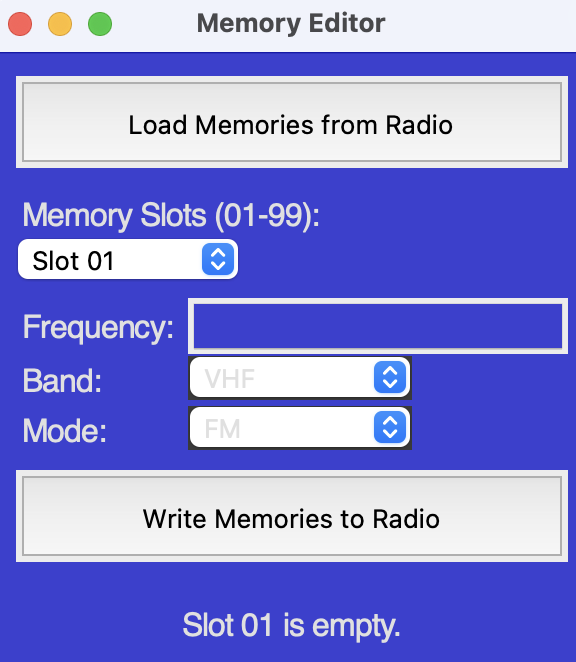 Memory Editor
Load Memories from Radio
Memory Slots (01-99):
Slot 01
Frequency:
Band: VHF
Mode: FM
Write Memories to Radio
Slot 01 is empty.